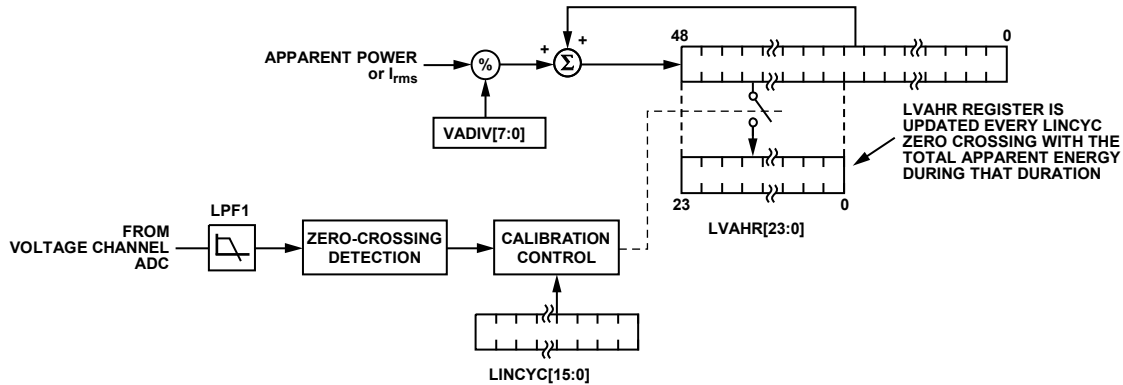 48
0
APPARENT POWER
or Irms
%
+
+
Σ
VADIV[7:0]
LVAHR REGISTER IS
UPDATED EVERY LINCYC
ZERO CROSSING WITH THE
TOTAL APPARENT ENERGY
DURING THAT DURATION
23
0
LVAHR[23:0]
LPF1
FROM
VOLTAGE CHANNEL
ADC
ZERO-CROSSING
DETECTION
CALIBRATION
CONTROL
LINCYC[15:0]